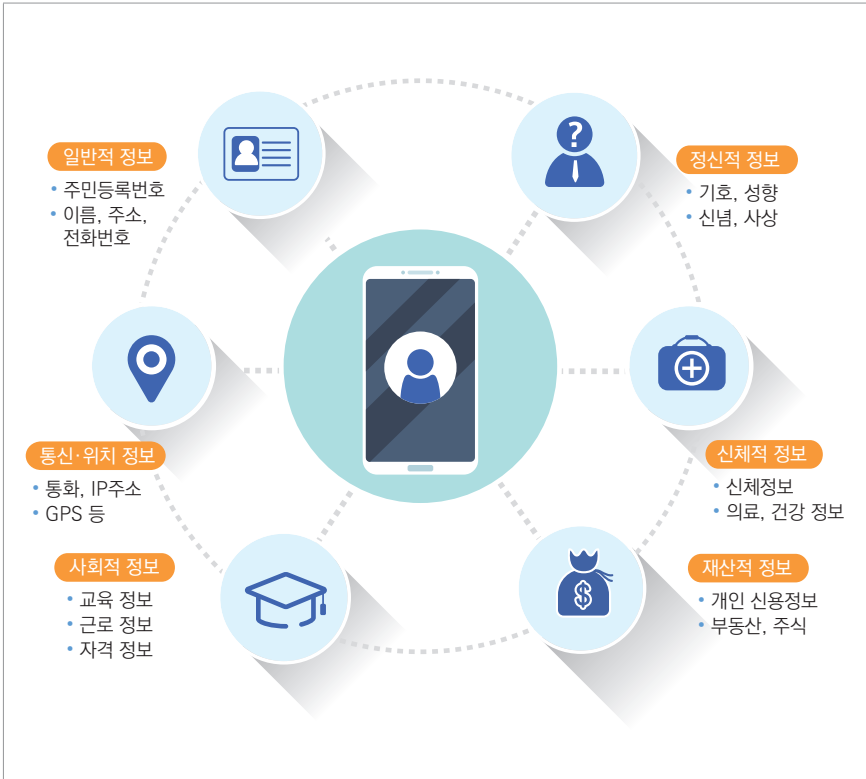 일반적 정보
• 주민등록번호
• 이름, 주소,
전화번호
정신적 정보
• 기호, 성향
• 신념, 사상
?
통신·위치 정보
• 통화, IP주소
• GPS 등
신체적 정보
• 신체정보
• 의료, 건강 정보
사회적 정보
• 교육 정보
• 근로 정보
• 자격 정보
재산적 정보
• 개인 신용정보
• 부동산, 주식
$